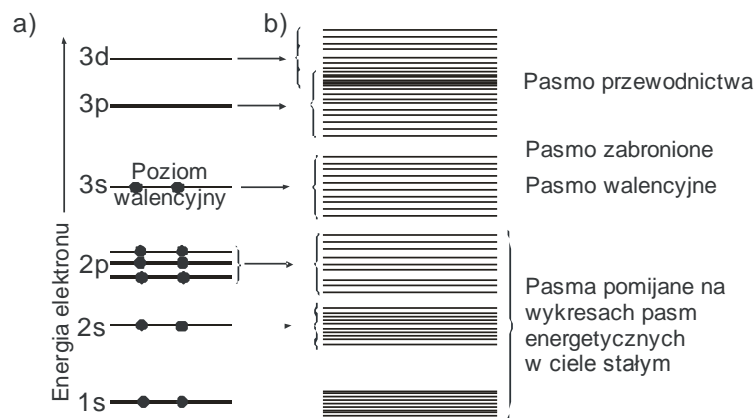 a)
b)
Energia elektronu
3d
3p
3s
Poziom
walencyjny
2p
2s
1s
Pasmo przewodnictwa
Pasmo zabronione
Pasmo walencyjne
Pasma pomijane na
wykresach pasm
energetycznych
w ciele stałym